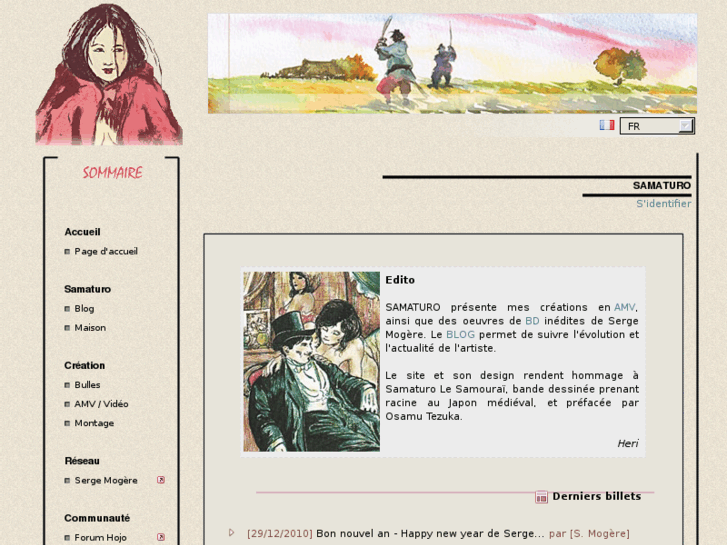 FR
SOMMAIRE
SAMATURO
S'identifier
Accueil
Page d'accueil
Samaturo
Blog
Maison
Création
Bulles
AMV / Vidéo
Montage
Réseau
Serge Mogère
Communauté
Forum Hojo
Edito
SAMATURO présente mes créations en AMV,
ainsi que des oeuvres de BD inédites de Serge
Mogère. Le BLOG permet de suivre l'évolution et
l'actualité de l'artiste.
Le site et son design rendent hommage à
Samaturo Le Samouraï, bande dessinée prenant
racine au Japon médiéval, et préfacée par
Osamu Tezuka.
Heri
Derniers billets
[29/12/2010] Bon nouvel an - Happy new year de Serge... par [S. Mogère]